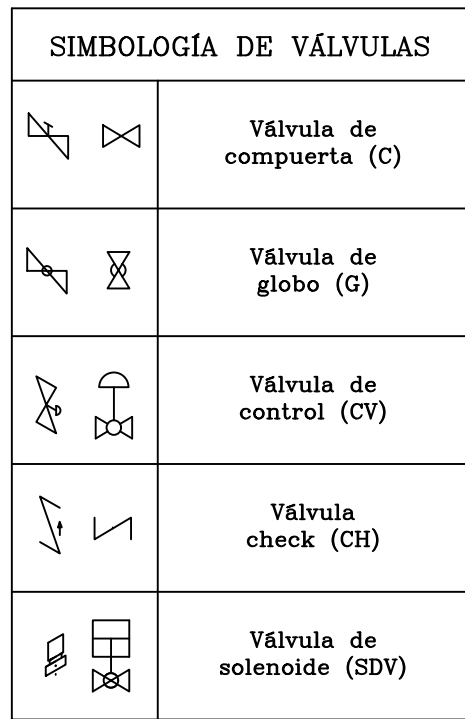 SIMBOLOGÍA DE VÁLVULAS
Válvula de
compuerta (C)
Válvula de
globo (G)
Válvula de
control (CV)
Válvula
check (CH)
Válvula de
solenoide (SDV)